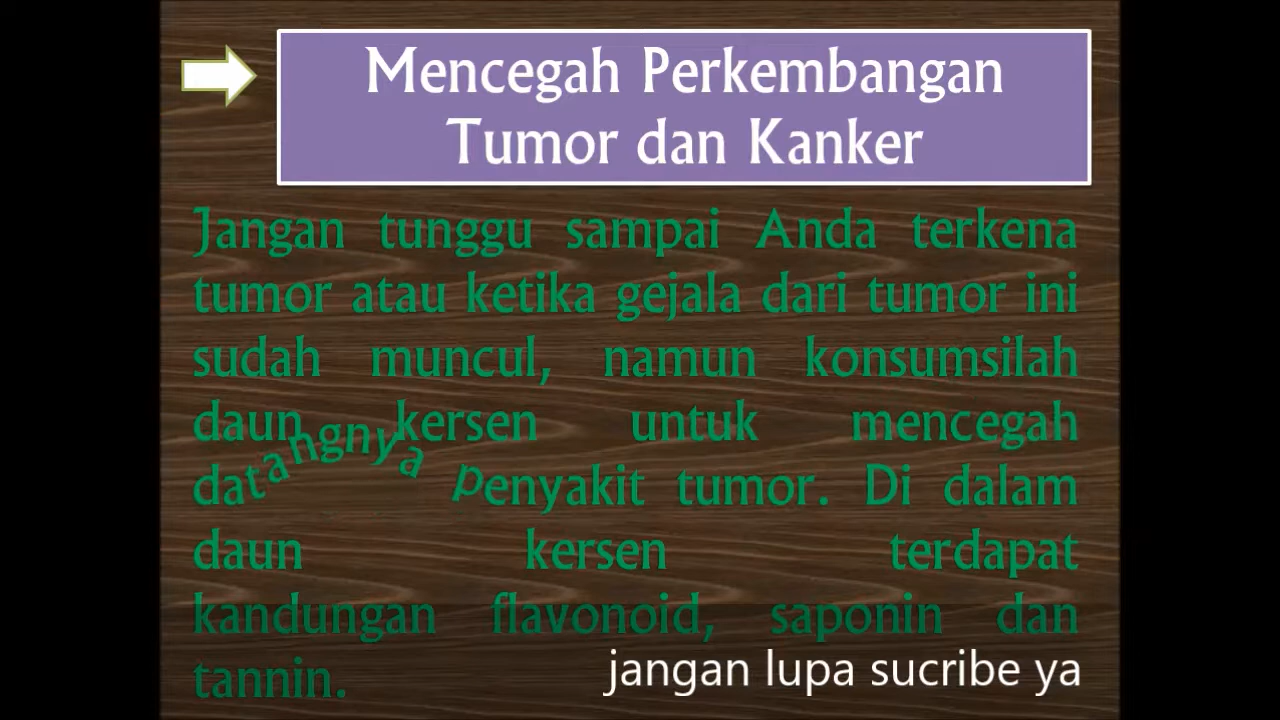 Mencegah Perkembangan
Tumor dan Kanker
Jangan tunggu sampai Anda terkena
tumor atau ketika gejala dari tumor ini
sudah muncul, namun konsumsilah
daun kersen untuk mencegah
datangnya penyakit tumor. Di dalam
daun kersen terdapat
kandungan flavonoid, saponin dan
tannin.
jangan lupa sucribe ya